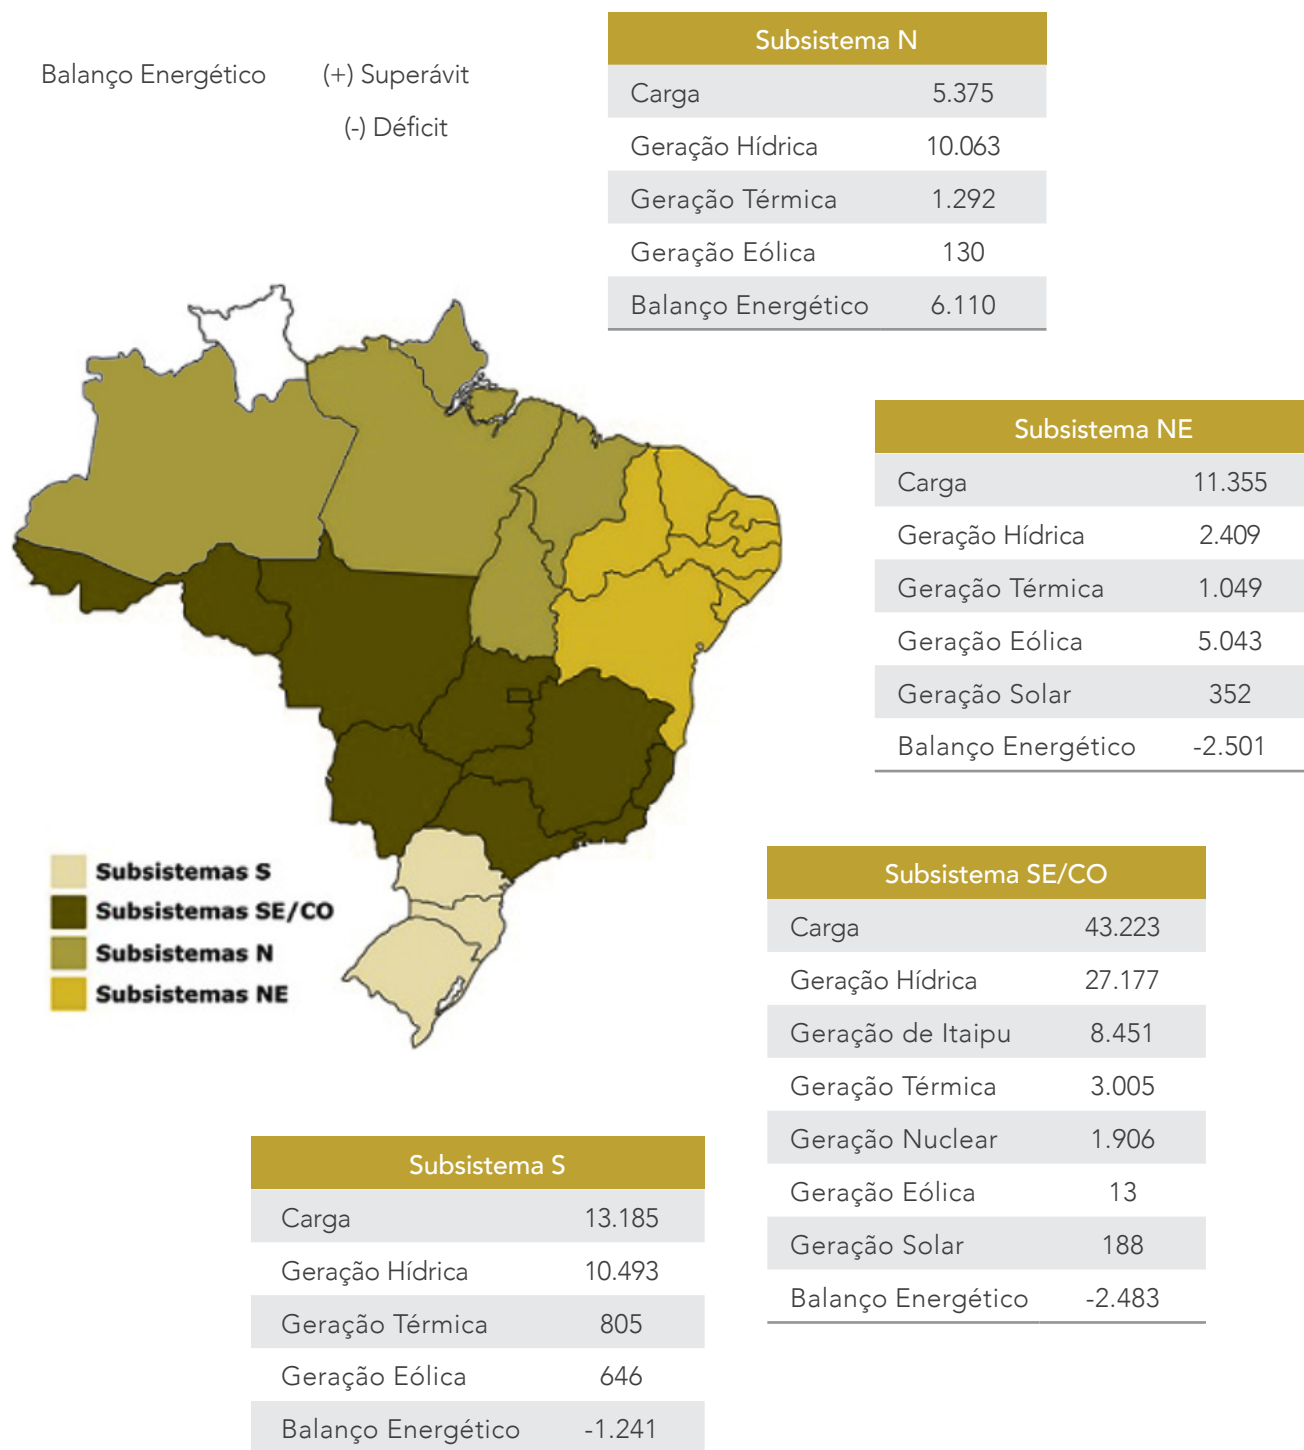 Balanço Energético (+) Superávit
(-) Déficit
Subsistema N
Carga 5.375
Geração Hídrica 10.063
Geração Térmica 1.292
Geração Eólica 130
Balanço Energético 6.110
Subsistema NE
Carga 11.355
Geração Hídrica 2.409
Geração Térmica 1.049
Geração Eólica 5.043
Geração Solar 352
Balanço Energético -2.501
Subsistemas S
Subsistemas SE/CO
Subsistemas N
Subsistemas NE
Subsistema SE/CO
Carga 43.223
Geração Hídrica 27.177
Geração de Itaipu 8.451
Geração Térmica 3.005
Geração Nuclear 1.906
Geração Eólica 13
Geração Solar 188
Balanço Energético -2.483
Subsistema S
Carga 13.185
Geração Hídrica 10.493
Geração Térmica 805
Geração Eólica 646
Balanço Energético -1.241